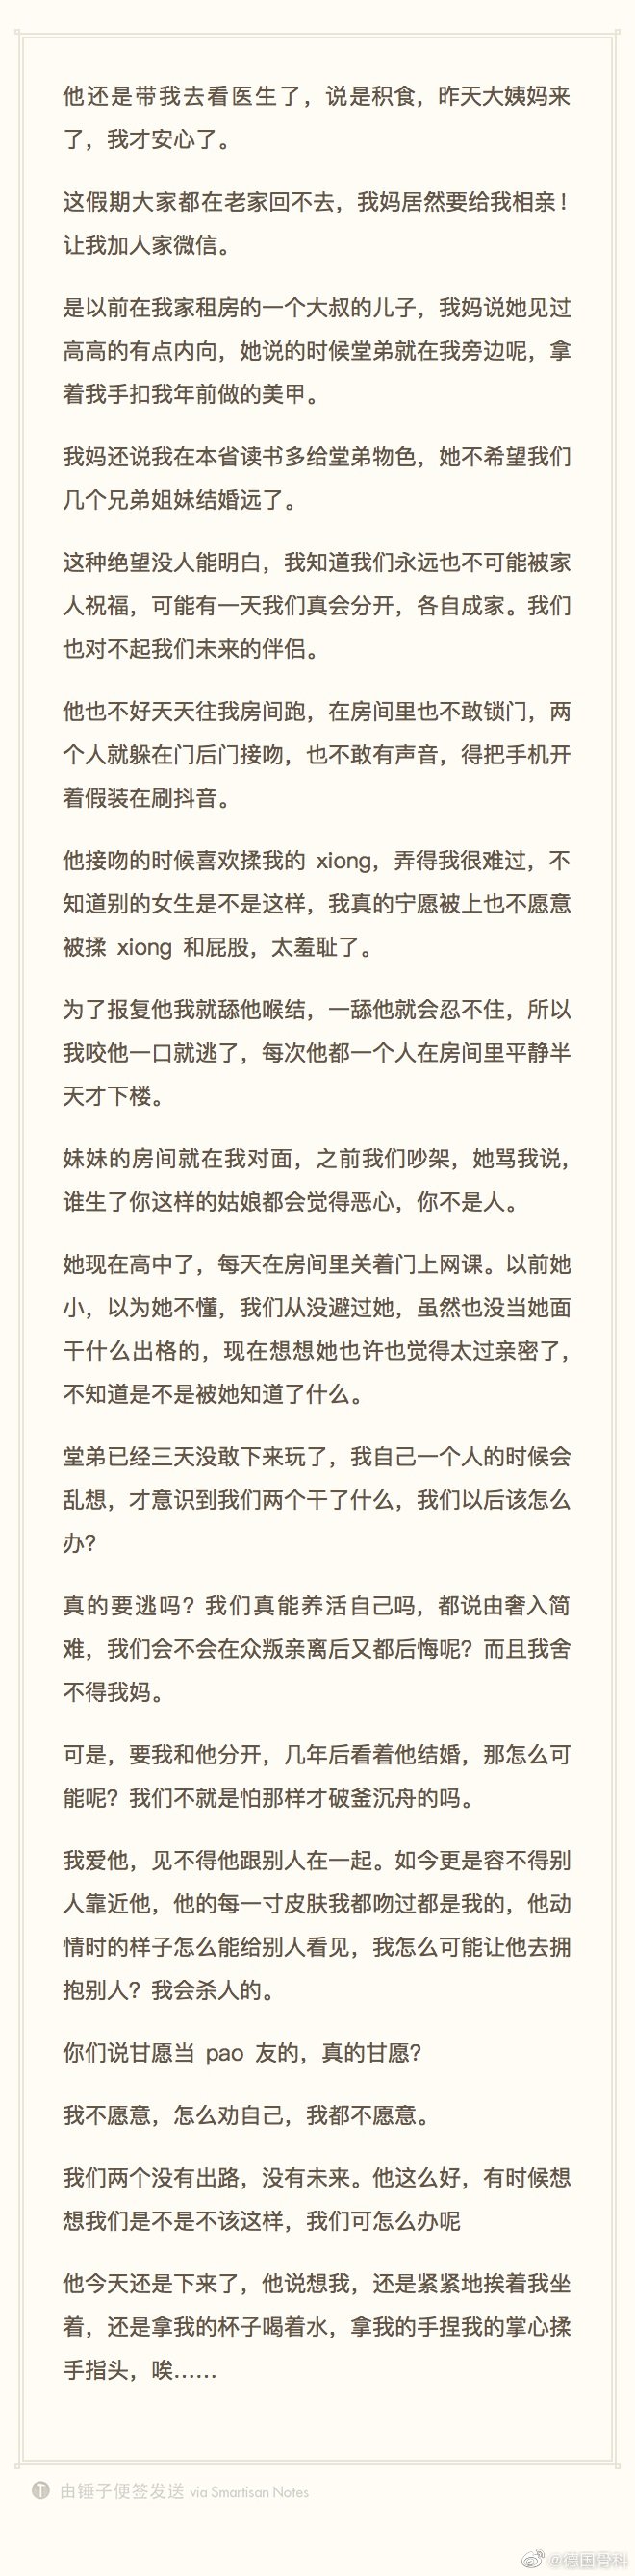 他还是带我去看医生了，说是积食，昨天大姨妈来
了，我才安心了。
这假期大家都在老家回不去，我妈居然要给我相亲！
让我加人家微信。
是以前在我家租房的一个大叔的儿子，我妈说她见过
高高的有点内向，她说的时候堂弟就在我旁边呢，拿
着我手扣我年前做的美甲。
我妈还说我在本省读书多给堂弟物色，她不希望我们
几个兄弟姐妹结婚远了。
这种绝望没人能明白，我知道我们永远也不可能被家
人祝福，可能有一天我们真会分开，各自成家。我们
也对不起我们未来的伴侣。
他也不好天天往我房间跑，在房间里也不敢锁门，两
个人就躲在门后门接吻，也不敢有声音，得把手机开
着假装在刷抖音。
他接吻的时候喜欢揉我的 xiong，弄得我很难过，不
知道别的女生是不是这样，我真的宁愿被上也不愿意
被揉 xiong 和屁股，太羞耻了。
为了报复他我就舔他喉结，一舔他就会忍不住，所以
我咬他一口就逃了，每次他都一个人在房间里平静半
天才下楼。
妹妹的房间就在我对面，之前我们吵架，她骂我说，
谁生了你这样的姑娘都会觉得恶心，你不是人。
她现在高中了，每天在房间里关着门上网课。以前她
小，以为她不懂，我们从没避过她，虽然也没当她面
干什么出格的，现在想想她也许也觉得太过亲密了，
不知道是不是被她知道了什么。
堂弟已经三天没敢下来玩了，我自己一个人的时候会
乱想，才意识到我们两个干了什么，我们以后该怎么
办？
真的要逃吗？我们真能养活自己吗，都说由奢入简
难，我们会不会在众叛亲离后又都后悔呢？而且我舍
不得我妈。
可是，要我和他分开，几年后看着他结婚，那怎么可
能呢？我们不就是怕那样才破釜沉舟的吗。
我爱他，见不得他跟别人在一起。如今更是容不得别
人靠近他，他的每一寸皮肤我都吻过都是我的，他动
情时的样子怎么能给别人看见，我怎么可能让他去拥
抱别人？我会杀人的。
你们说甘愿当 pao 友的，真的甘愿？
我不愿意，怎么劝自己，我都不愿意。
我们两个没有出路，没有未来。他这么好，有时候想
想我们是不是不该这样，我们可怎么办呢
他今天还是下来了，他说想我，还是紧紧地挨着我坐
着，还是拿我的杯子喝着水，拿我的手捏我的掌心揉
手指头，唉……
T 由锤子便签发送 via Smartisan Notes
@德国骨科